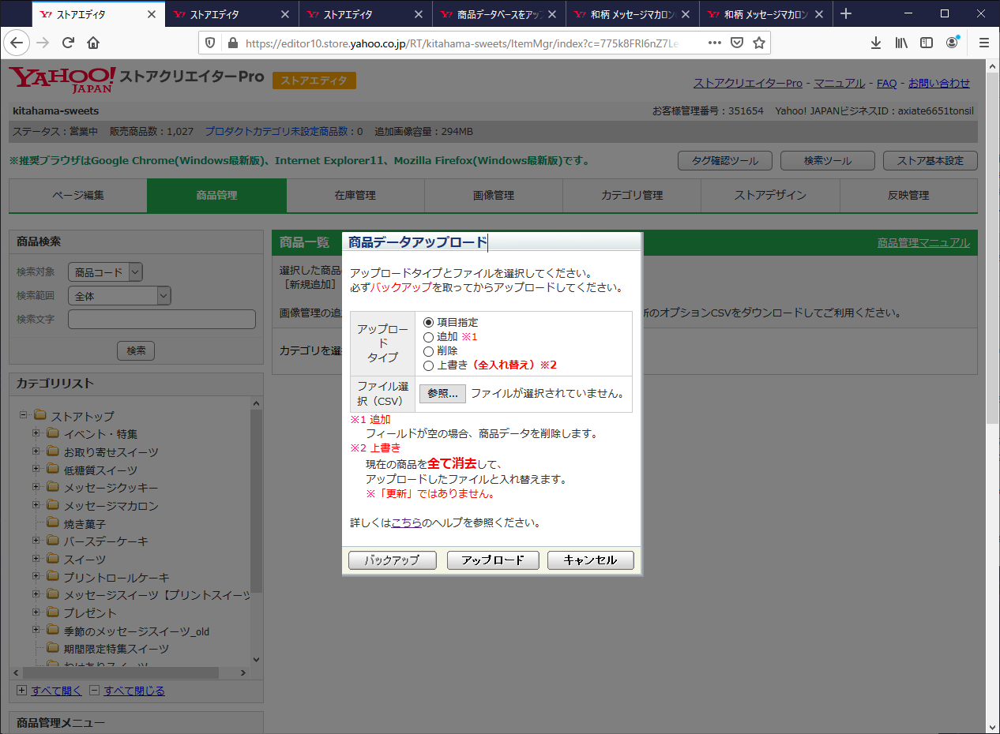 ストアエディタ
ストアエディタ
ストアエディタ
商品データベースをアッ
和柄 メッセージマカロン
和柄 メッセージマカロン
https://editor10.store.yahoo.co.jp/RT/kitahama-sweets/ItemMgr/index?c=775k8FRl6nZ7Le
YAHOO! JAPAN ストアクリエイターPro ストアエディタ
ストアクリエイターPro - マニュアル - FAQ - お問い合わせ
kitahama-sweets
お客様管理番号：351654 Yahoo! JAPANビジネスID：axiate6651tonsil
ステータス：営業中 販売商品数：1,027 プロダクトカテゴリ未設定商品数：0 追加画像容量：294MB
※推奨ブラウザはGoogle Chrome(Windows最新版)、Internet Explorer11、Mozilla Firefox(Windows最新版)です。
タグ確認ツール
検索ツール
ストア基本設定
ページ編集
商品管理
在庫管理
画像管理
カテゴリ管理
ストアデザイン
反映管理
商品検索
検索対象 商品コード
検索範囲 全体
検索文字
検索
カテゴリリスト
ストアトップ
イベント・特集
お取り寄せスイーツ
低糖質スイーツ
メッセージクッキー
メッセージマカロン
焼き菓子
バースデーケーキ
スイーツ
プリントロールケーキ
メッセージスイーツ【プリントスイーツ
プレゼント
季節のメッセージスイーツ_old
期間限定特集スイーツ
わけありスイーツ
すべて開く すべて閉じる
商品管理メニュー
商品一覧
商品管理マニュアル
選択した商品
［新規追加］
画像管理の追
所のオプションCSVをダウンロードしてご利用ください。
カテゴリを選
商品データアップロード
アップロードタイプとファイルを選択してください。
必ずバックアップを取ってからアップロードしてください。
アップロー
ド
タイプ
項目指定
追加 ※1
削除
上書き（全入れ替え）※2
ファイル選
択（CSV）
参照... ファイルが選択されていません。
※1 追加
フィールドが空の場合、商品データを削除します。
※2 上書き
現在の商品を全て消去して、
アップロードしたファイルと入れ替えます。
※「更新」ではありません。
詳しくはこちらのヘルプを参照ください。
バックアップ
アップロード
キャンセル